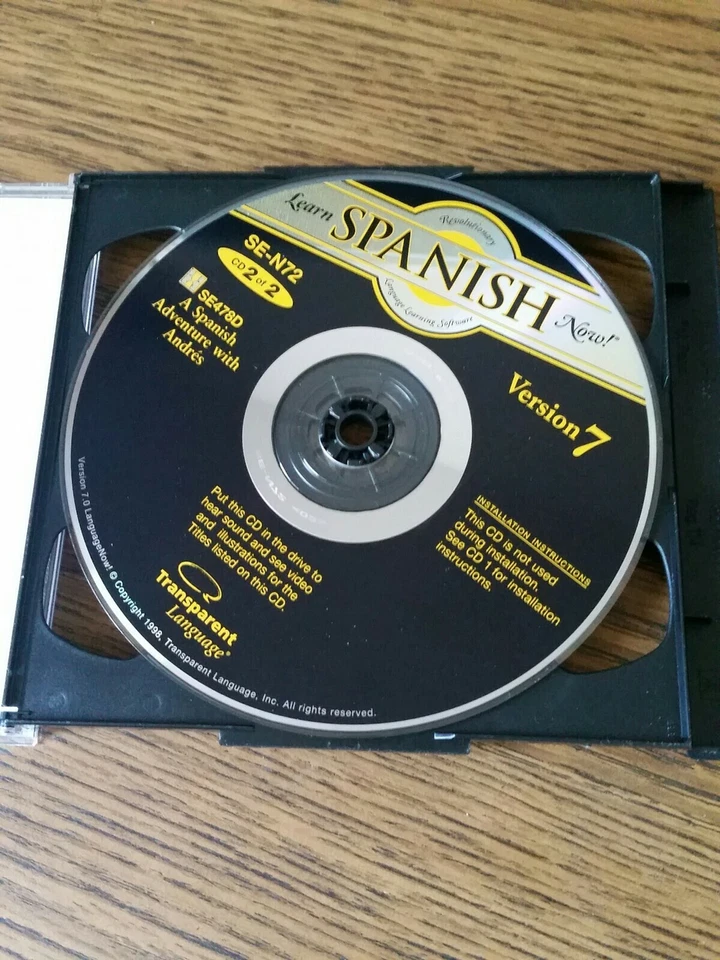 Learn SPANISH Now!®
Revolutionary
Language Learning Software
Version 7
SE-N72
CD 2 of 2
SE478D
A Spanish
Adventure with
Andrés
Put this CD in the drive to
hear sound and see video
and illustrations for the
Titles listed on this CD.
INSTALLATION INSTRUCTIONS
This CD is not used
during installation.
See CD 1 for installation
instructions.
Transparent
Language®
Version 7.0 LanguageNow! © Copyright 1998, Transparent Language, Inc. All rights reserved.